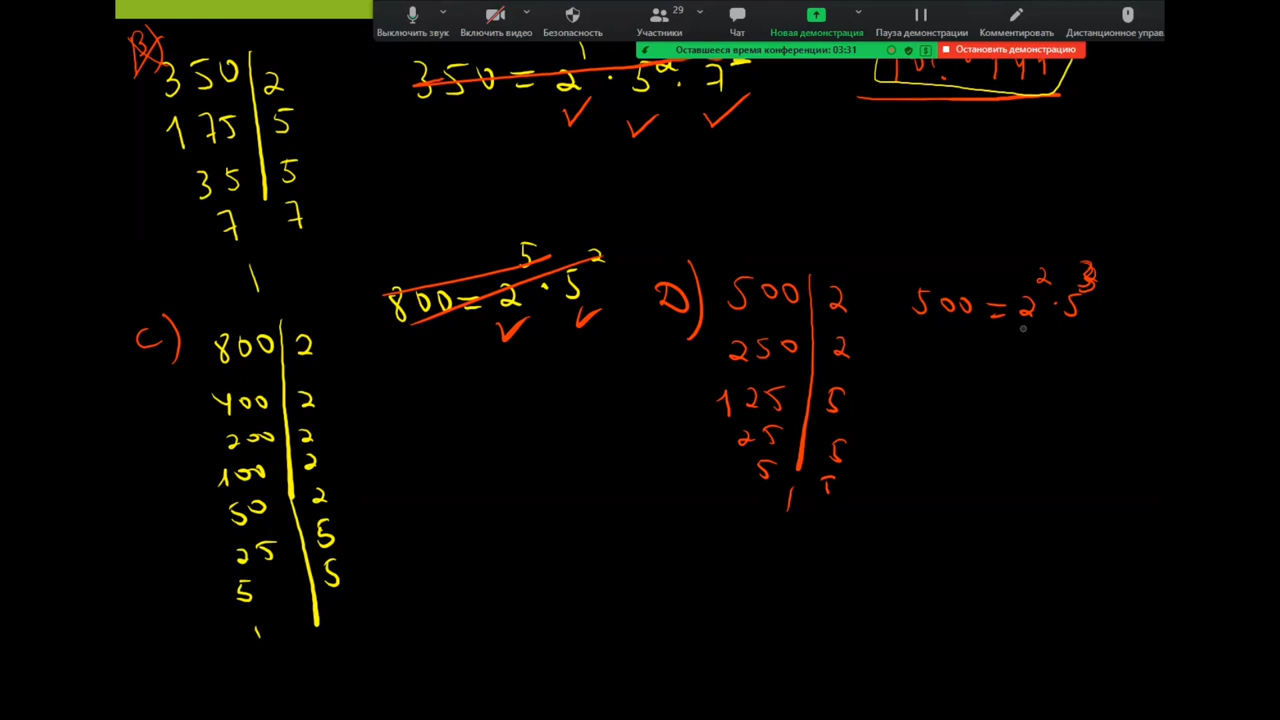 29
Выключить звук
Включить видео
Безопасность
Участники
Чат
Новая демонстрация
Пауза демонстрации
Комментировать
Дистанционное управ
Оставшееся время конференции: 03:31
Остановить демонстрацию
B)
350 | 2
175 | 5
35 | 5
7 | 7
1
350 = 2¹ · 5² · 7
800 = 2⁵ · 5²
C)
800 | 2
400 | 2
200 | 2
100 | 2
50 | 2
25 | 5
5 | 5
1
D)
500 | 2
250 | 2
125 | 5
25 | 5
5 | 5
1
500 = 2² · 5³